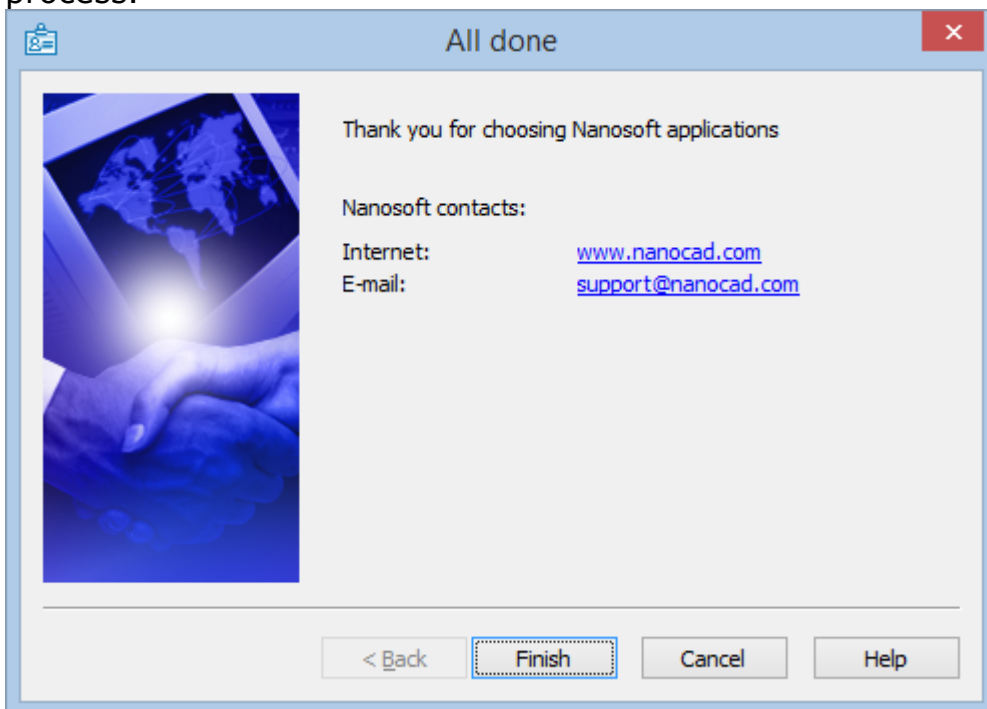 process.
All done
Thank you for choosing Nanosoft applications
Nanosoft contacts:
Internet: www.nanocad.com
E-mail: support@nanocad.com
< Back Finish Cancel Help